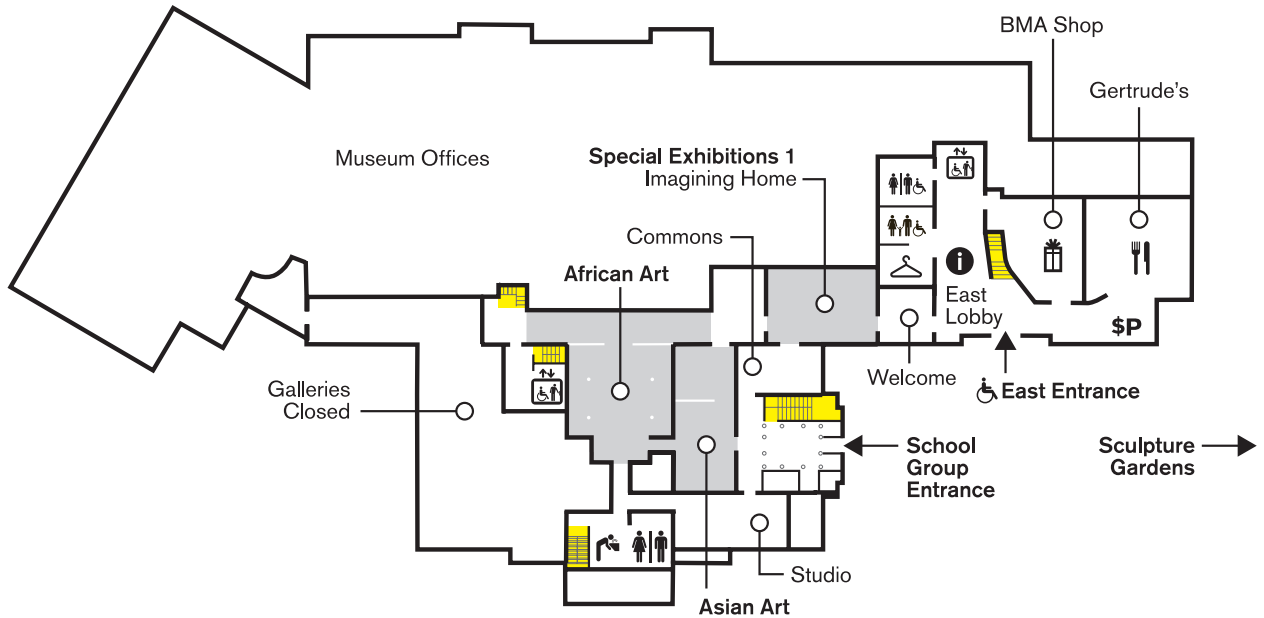 BMA Shop
Gertrude's
Museum Offices
Special Exhibitions 1
Imagining Home
Commons
African Art
i
East
Lobby
$P
Welcome
East Entrance
Galleries
Closed
School
Group
Entrance
Sculpture
Gardens
Studio
Asian Art